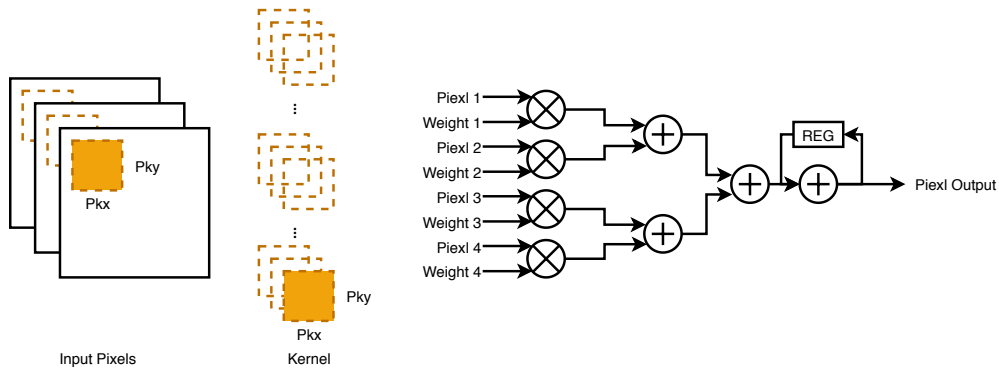 Pky
Pkx
Input Pixels
...
...
Pky
Pkx
Kernel
Piexl 1
Weight 1
Piexl 2
Weight 2
Piexl 3
Weight 3
Piexl 4
Weight 4
REG
Piexl Output